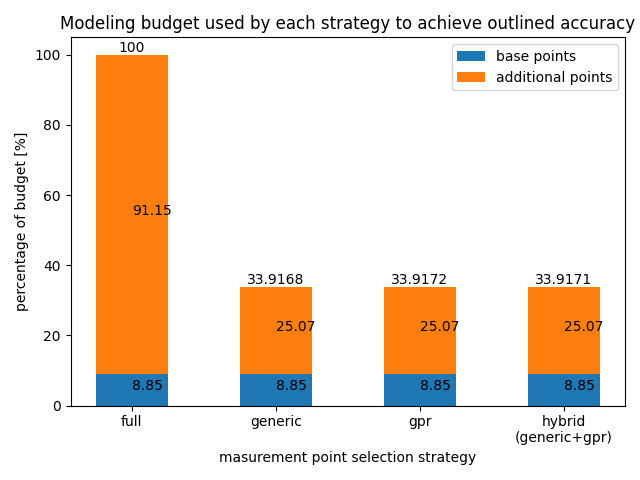 Modeling budget used by each strategy to achieve outlined accuracy
base points
additional points
percentage of budget [%]
100
80
60
40
20
0
100
91.15
8.85
33.9168
25.07
8.85
33.9172
25.07
8.85
33.9171
25.07
8.85
full
generic
gpr
hybrid
(generic+gpr)
masurement point selection strategy